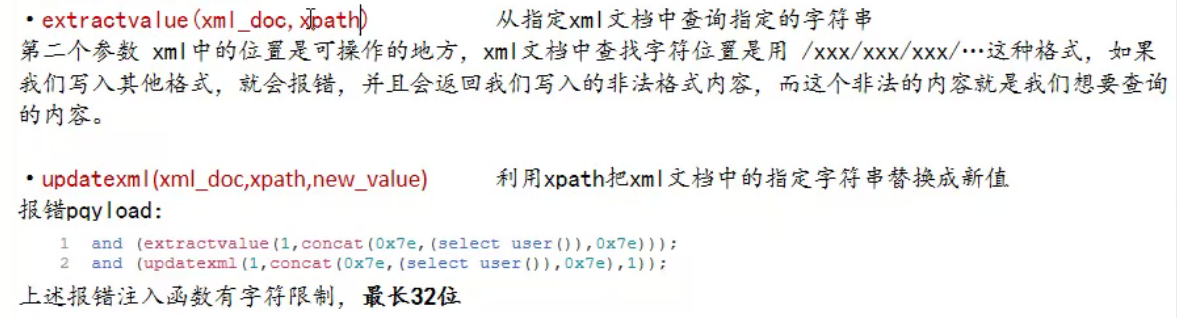 •extractvalue(xml_doc, xpath) 从指定xml文档中查询指定的字符串
第二个参数 xml中的位置是可操作的地方，xml文档中查找字符位置是用 /xxx/xxx/xxx/…这种格式，如果
我们写入其他格式，就会报错，并且会返回我们写入的非法格式内容，而这个非法的内容就是我们想要查询
的内容。
•updatexml(xml_doc,xpath,new_value) 利用xpath把xml文档中的指定字符串替换成新值
报错pqyload:
1 and (extractvalue(1,concat(0x7e,(select user()),0x7e)));
2 and (updatexml(1,concat(0x7e,(select user()),0x7e),1));
上述报错注入函数有字符限制，最长32位